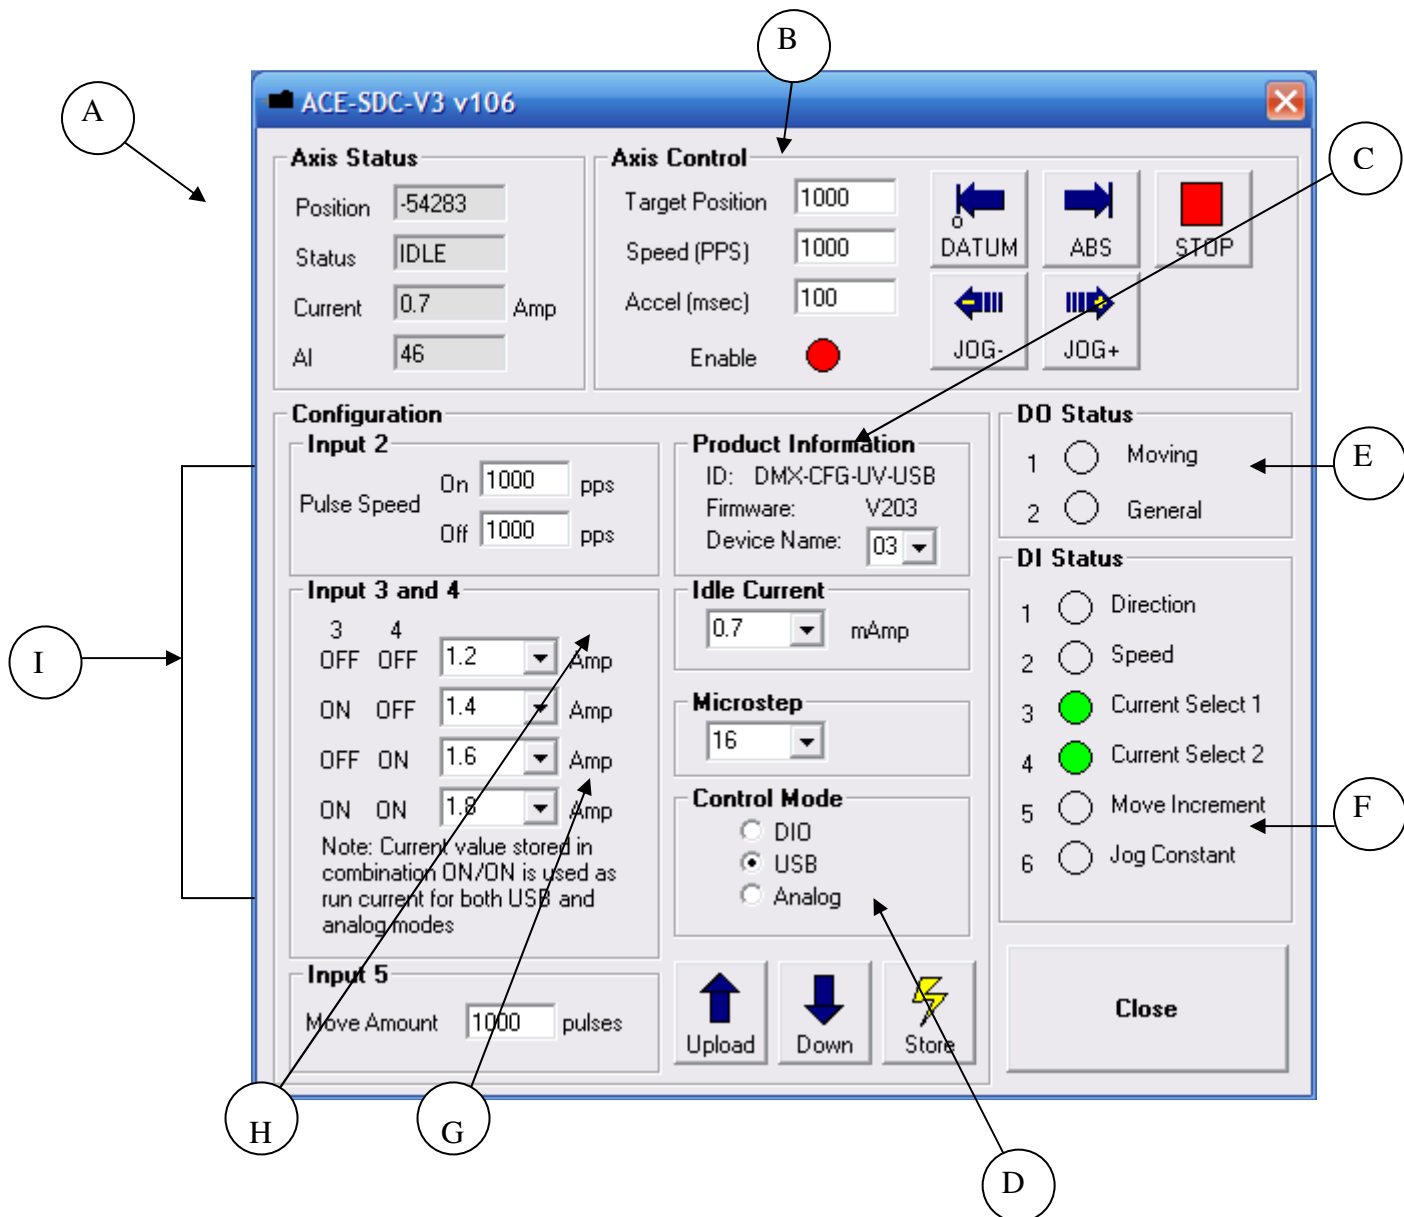 B
A
C
ACE-SDC-V3 v106
Axis Status
Position -54283
Status IDLE
Current 0.7 Amp
AI 46
Axis Control
Target Position 1000
Speed (PPS) 1000
Accel (msec) 100
Enable
DATUM
ABS
STOP
JOG-
JOG+
Configuration
Input 2
Pulse Speed
On 1000 pps
Off 1000 pps
Input 3 and 4
3 4
OFF OFF 1.2 Amp
ON OFF 1.4 Amp
OFF ON 1.6 Amp
ON ON 1.8 Amp
Note: Current value stored in
combination ON/ON is used as
run current for both USB and
analog modes
Input 5
Move Amount 1000 pulses
Product Information
ID: DMX-CFG-UV-USB
Firmware: V203
Device Name: 03
Idle Current
0.7 mAmp
Microstep
16
Control Mode
DIO
USB
Analog
Upload
Down
Store
DO Status
1 Moving
2 General
DI Status
1 Direction
2 Speed
3 Current Select 1
4 Current Select 2
5 Move Increment
6 Jog Constant
Close
E
F
I
H
G
D